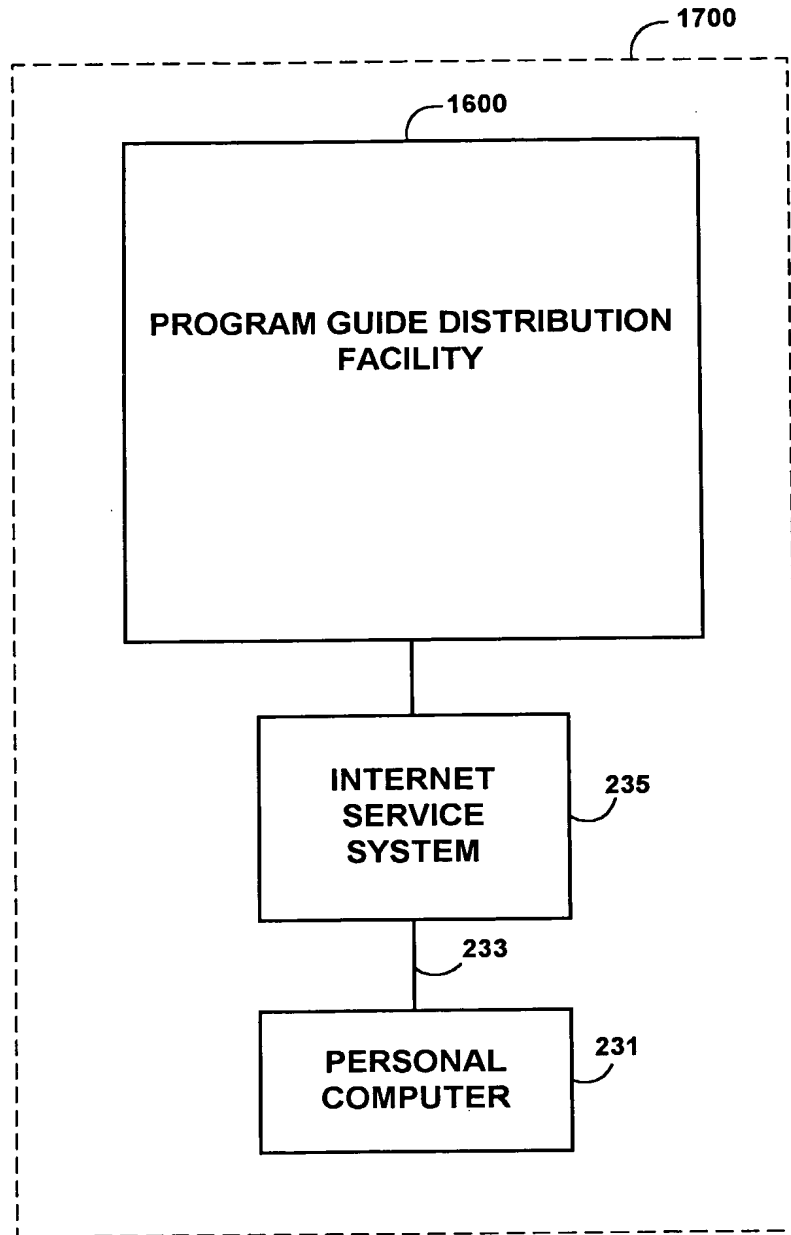 1700
1600
PROGRAM GUIDE DISTRIBUTION
FACILITY
INTERNET
SERVICE
SYSTEM
235
233
PERSONAL
COMPUTER
231